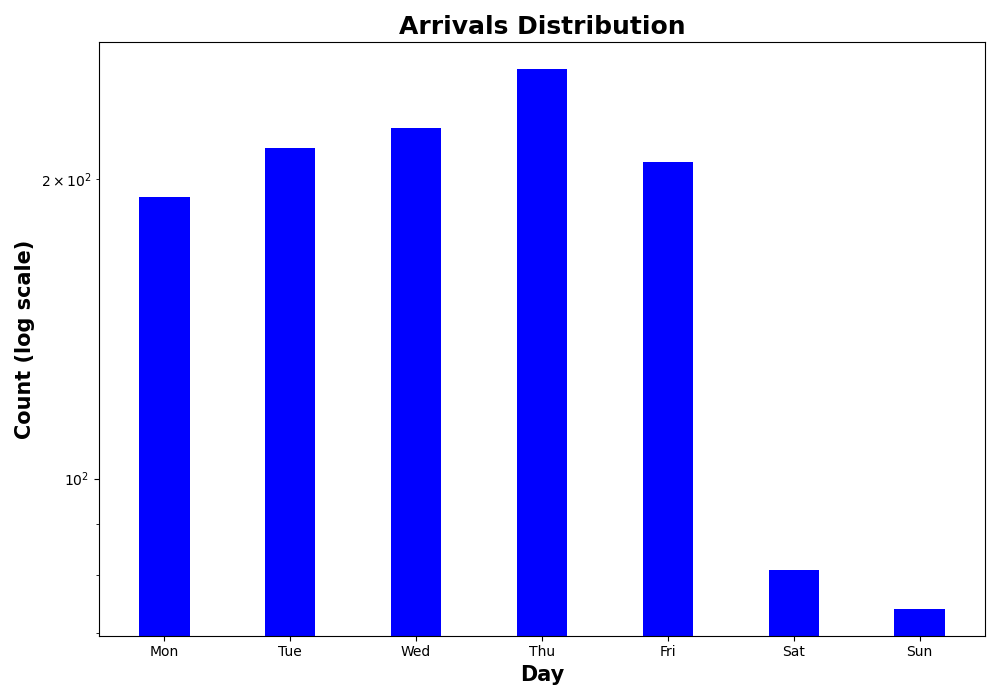 Arrivals Distribution
Count (log scale)
2 × 10²
10²
Mon Tue Wed Thu Fri Sat Sun
Day